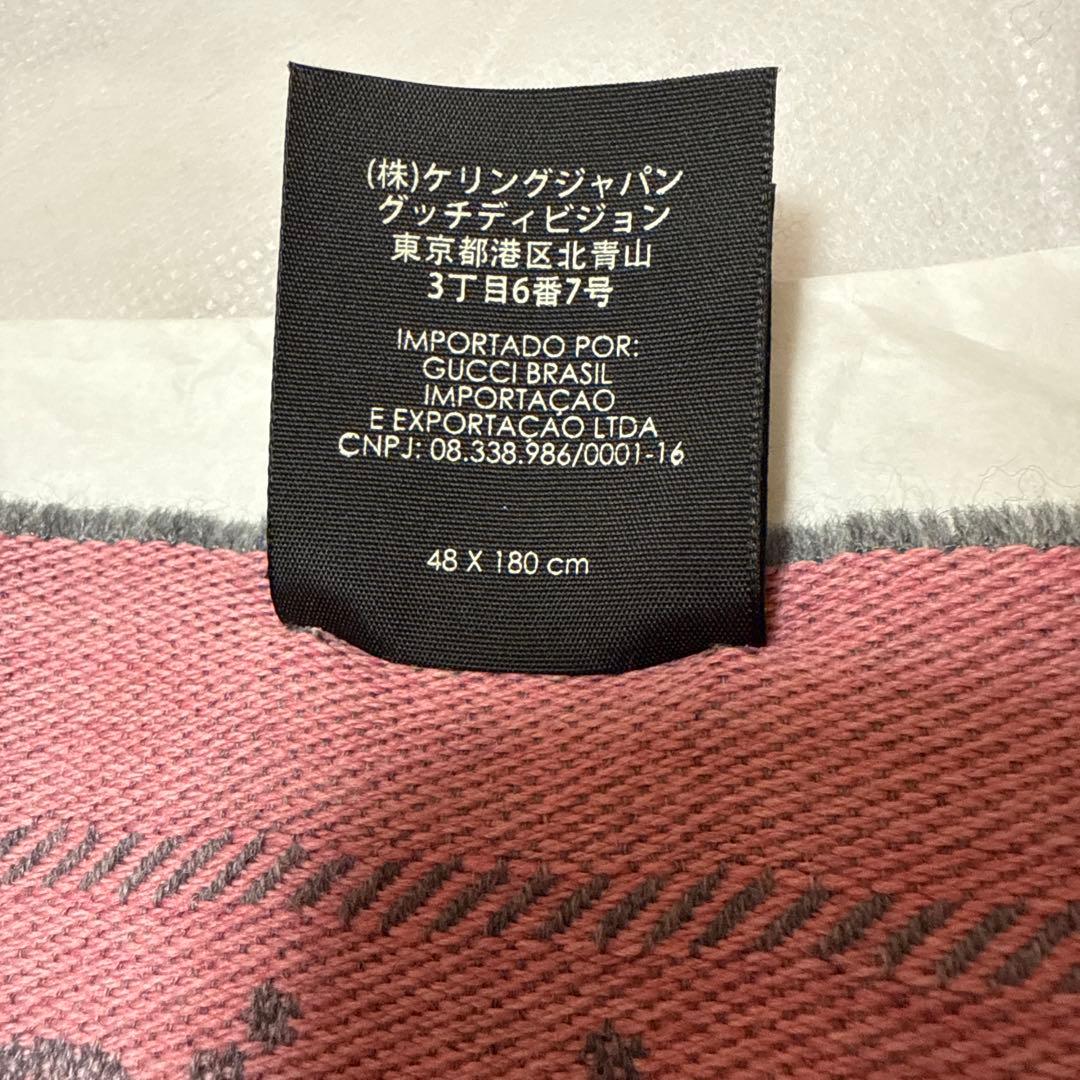 (株)ケリングジャパン
グッチディビジョン
東京都港区北青山
3丁目6番7号
IMPORTADO POR:
GUCCI BRASIL
IMPORTAÇAO
E EXPORTAÇAO LTDA
CNPJ: 08.338.986/0001-16
48 X 180 cm